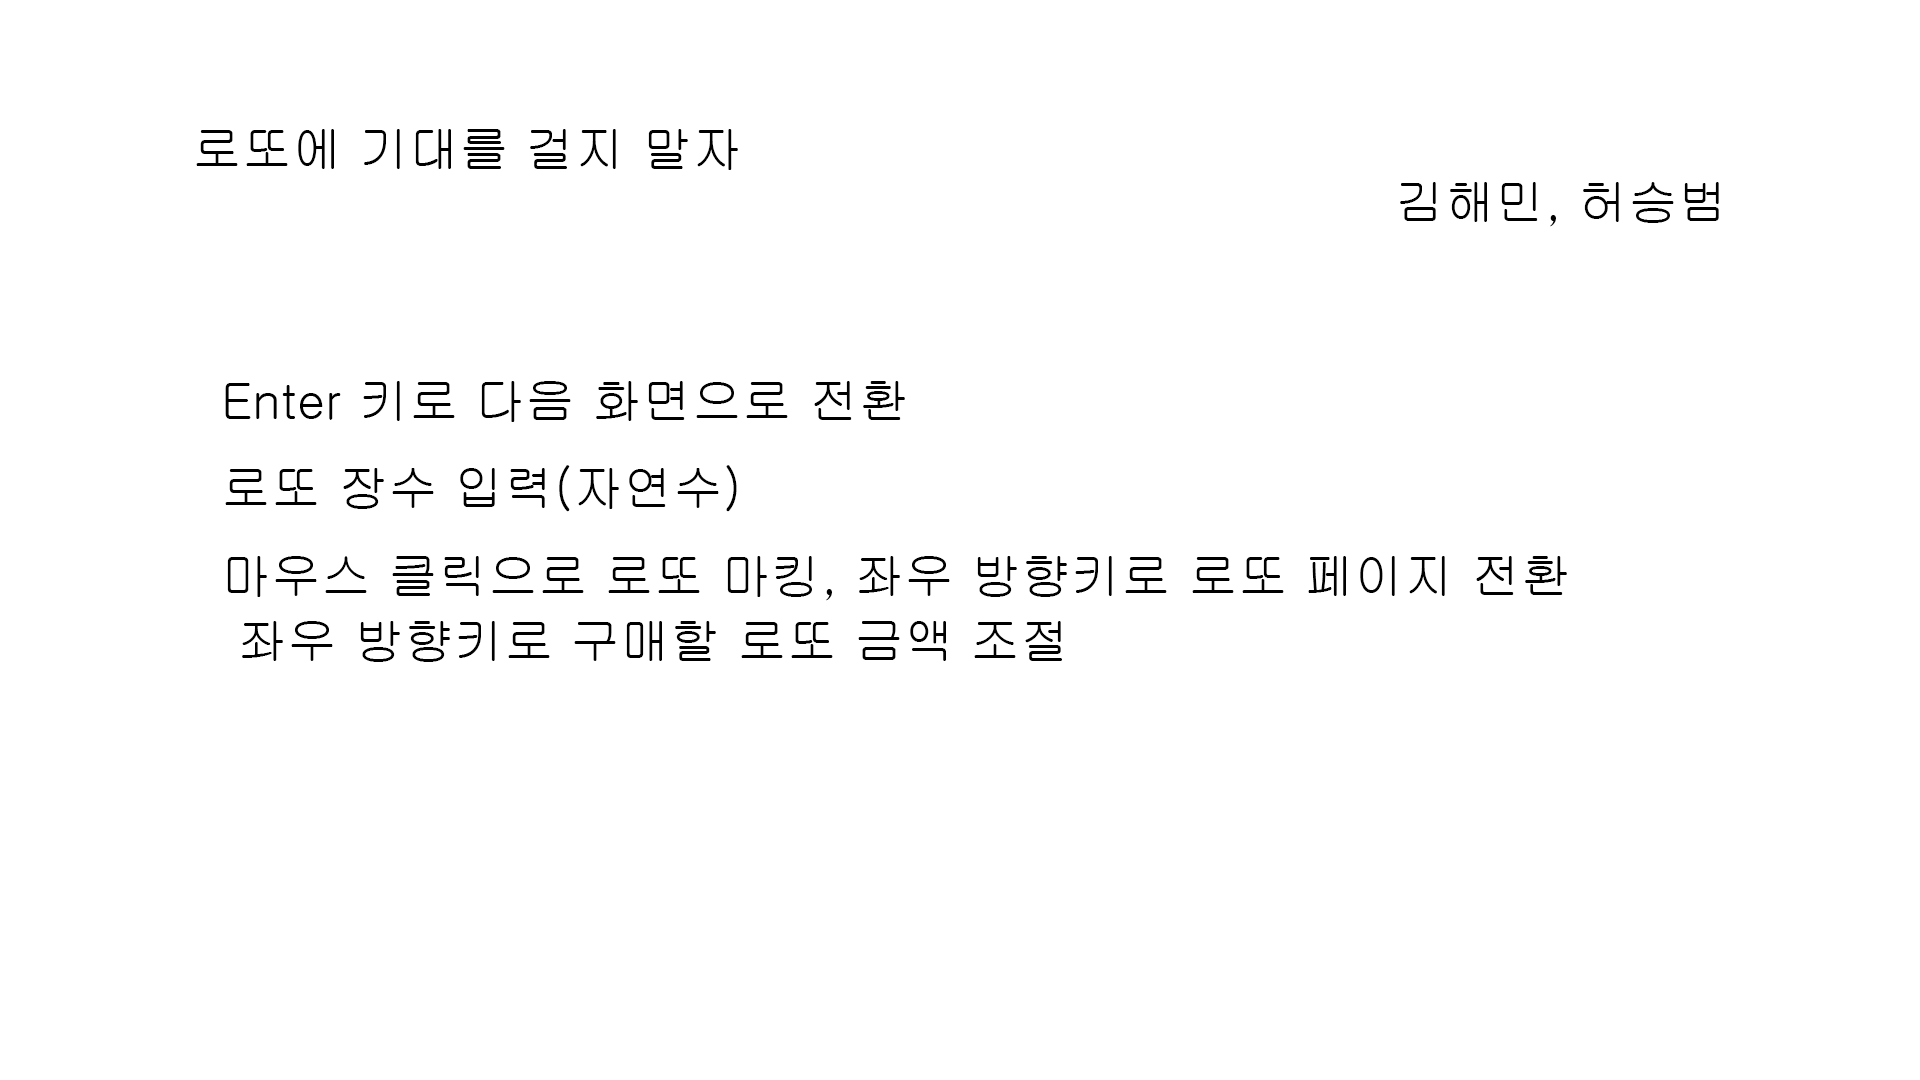 로또에 기대를 걸지 말자
김해민, 허승범
Enter 키로 다음 화면으로 전환
로또 장수 입력(자연수)
마우스 클릭으로 로또 마킹, 좌우 방향키로 로또 페이지 전환
좌우 방향키로 구매할 로또 금액 조절